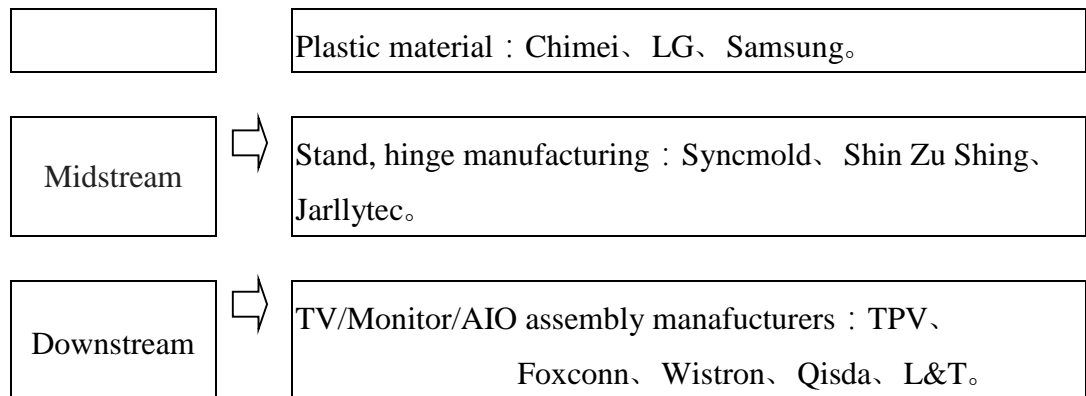 Plastic material：Chimei、LG、Samsung。
Midstream
Stand, hinge manufacturing：Syncmold、Shin Zu Shing、
Jarllytec。
Downstream
TV/Monitor/AIO assembly manafucturers：TPV、
Foxconn、Wistron、Qisda、L&T。